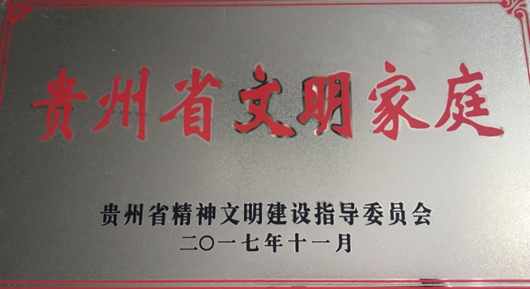 贵州省文明家庭
贵州省精神文明建设指导委员会
二〇一七年十一月